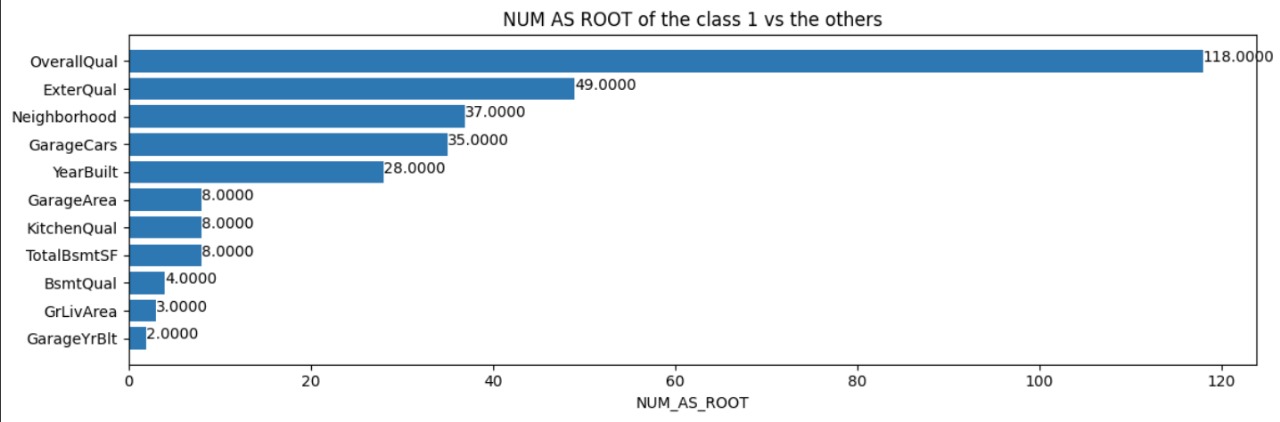 NUM AS ROOT of the class 1 vs the others
OverallQual 118.0000
ExterQual 49.0000
Neighborhood 37.0000
GarageCars 35.0000
YearBuilt 28.0000
GarageArea 8.0000
KitchenQual 8.0000
TotalBsmtSF 8.0000
BsmtQual 4.0000
GrLivArea 3.0000
GarageYrBlt 2.0000
0 20 40 60 80 100 120
NUM_AS_ROOT